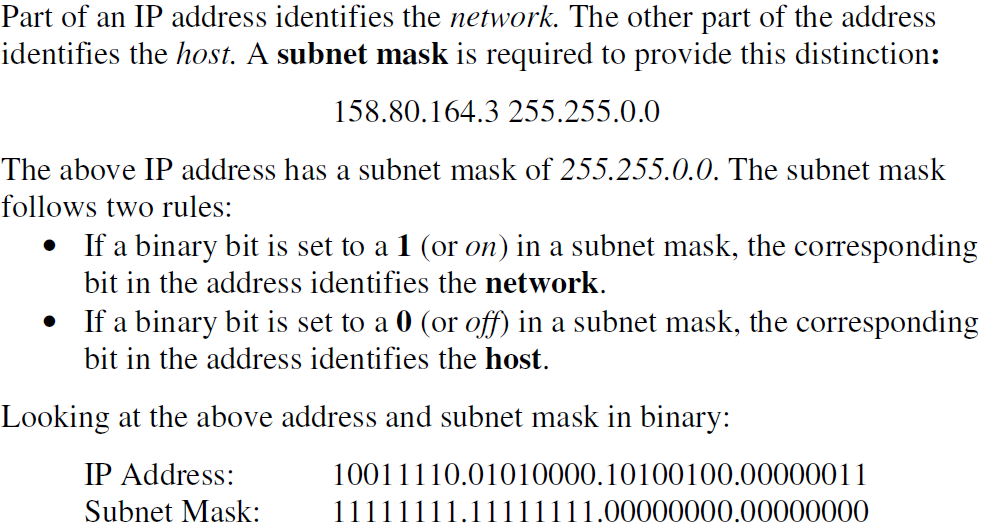 Part of an IP address identifies the network. The other part of the address
identifies the host. A subnet mask is required to provide this distinction:
158.80.164.3 255.255.0.0
The above IP address has a subnet mask of 255.255.0.0. The subnet mask
follows two rules:
• If a binary bit is set to a 1 (or on) in a subnet mask, the corresponding
bit in the address identifies the network.
• If a binary bit is set to a 0 (or off) in a subnet mask, the corresponding
bit in the address identifies the host.
Looking at the above address and subnet mask in binary:
IP Address: 10011110.01010000.10100100.00000011
Subnet Mask: 11111111.11111111.00000000.00000000